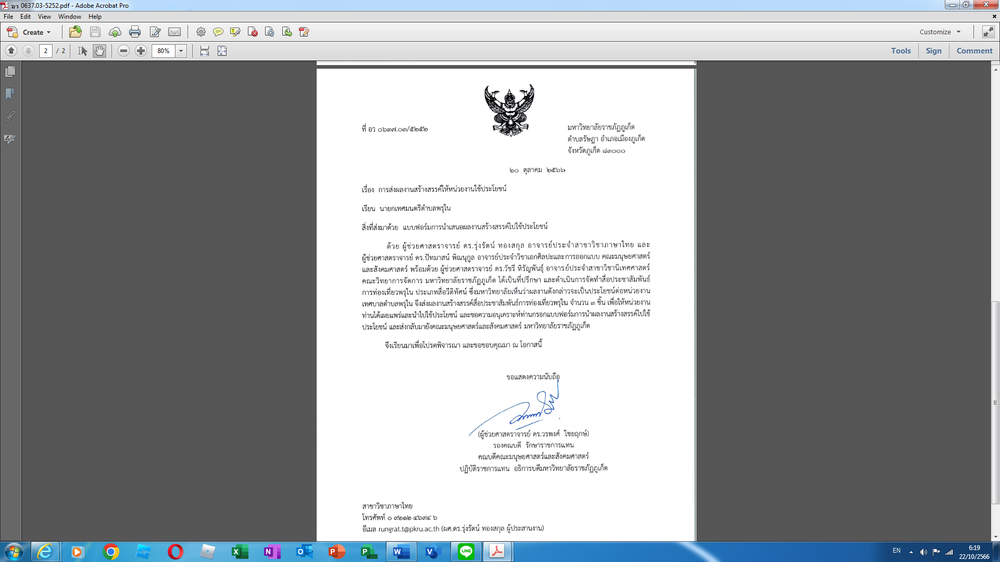 อว 0637.03-5252.pdf - Adobe Acrobat Pro
File Edit View Window Help
Create
Customize
2 / 2
80%
Tools Sign Comment
ที่ อว ๐๖๓๗.๐๓/๕๒๕๒
มหาวิทยาลัยราชภัฏภูเก็ต
ตำบลรัษฎา อำเภอเมืองภูเก็ต
จังหวัดภูเก็ต ๘๓๐๐๐
๒๐ ตุลาคม ๒๕๖๖
เรื่อง การส่งผลงานสร้างสรรค์ให้หน่วยงานใช้ประโยชน์
เรียน นายกเทศมนตรีตำบลพรุใน
สิ่งที่ส่งมาด้วย แบบฟอร์มการนำเสนอผลงานสร้างสรรค์ไปใช้ประโยชน์
ด้วย ผู้ช่วยศาสตราจารย์ ดร.รุ่งรัตน์ ทองสกุล อาจารย์ประจำสาขาวิชาภาษาไทย และ
ผู้ช่วยศาสตราจารย์ ดร.ปัทมาสน์ พิณนุกูล อาจารย์ประจำวิชาเอกศิลปะและการออกแบบ คณะมนุษยศาสตร์
และสังคมศาสตร์ พร้อมด้วย ผู้ช่วยศาสตราจารย์ ดร.วัชรี หิรัญพันธุ์ อาจารย์ประจำสาขาวิชานิเทศศาสตร์
คณะวิทยาการจัดการ มหาวิทยาลัยราชภัฏภูเก็ต ได้เป็นที่ปรึกษา และดำเนินการจัดทำสื่อประชาสัมพันธ์
การท่องเที่ยวพรุใน ประเภทสื่อวีดิทัศน์ ซึ่งมหาวิทยาลัยเห็นว่าผลงานดังกล่าวจะเป็นประโยชน์ต่อหน่วยงาน
เทศบาลตำบลพรุใน จึงส่งผลงานสร้างสรรค์สื่อประชาสัมพันธ์การท่องเที่ยวพรุใน จำนวน ๓ ชิ้น เพื่อให้หน่วยงาน
ท่านได้เผยแพร่และนำไปใช้ประโยชน์ และขอความอนุเคราะห์ท่านกรอกแบบฟอร์มการนำผลงานสร้างสรรค์ไปใช้
ประโยชน์ และส่งกลับมายังคณะมนุษยศาสตร์และสังคมศาสตร์ มหาวิทยาลัยราชภัฏภูเก็ต
จึงเรียนมาเพื่อโปรดพิจารณา และขอขอบคุณมา ณ โอกาสนี้
ขอแสดงความนับถือ
(ผู้ช่วยศาสตราจารย์ ดร.วรพงศ์ ไชยฤกษ์)
รองคณบดี รักษาราชการแทน
คณบดีคณะมนุษยศาสตร์และสังคมศาสตร์
ปฏิบัติราชการแทน อธิการบดีมหาวิทยาลัยราชภัฏภูเก็ต
สาขาวิชาภาษาไทย
โทรศัพท์ ๐ ๙๒๑๒ ๔๖๙๔ ๖
อีเมล rungrat.t@pkru.ac.th (ผศ.ดร.รุ่งรัตน์ ทองสกุล ผู้ประสานงาน)
LINE
EN
6:19
22/10/2566